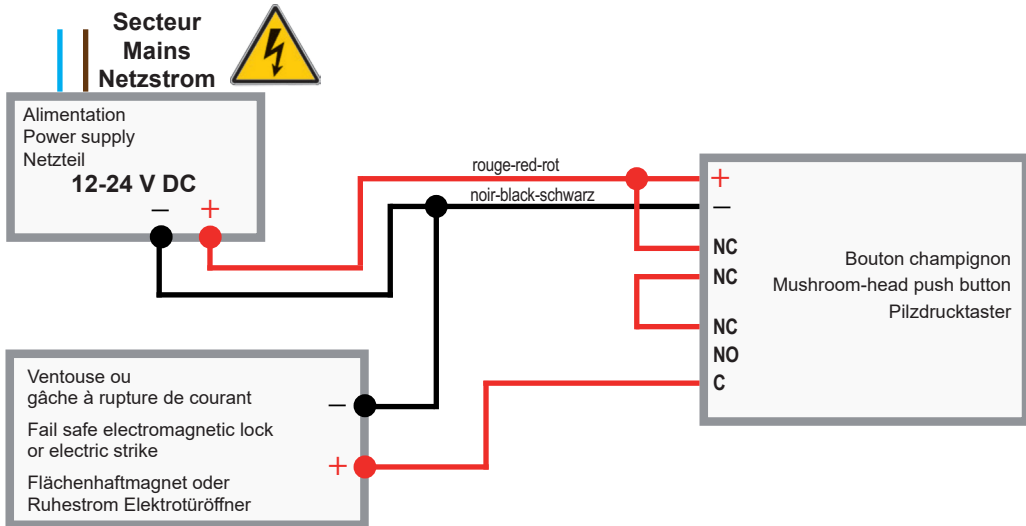 Secteur
Mains
Netzstrom
Alimentation
Power supply
Netzteil
12-24 V DC
− +
rouge-red-rot
noir-black-schwarz
+
−
NC
NC
NC
NO
C
Bouton champignon
Mushroom-head push button
Pilzdrucktaster
Ventouse ou
gâche à rupture de courant
Fail safe electromagnetic lock
or electric strike
Flächenhaftmagnet oder
Ruhestrom Elektrotüröffner
−
+